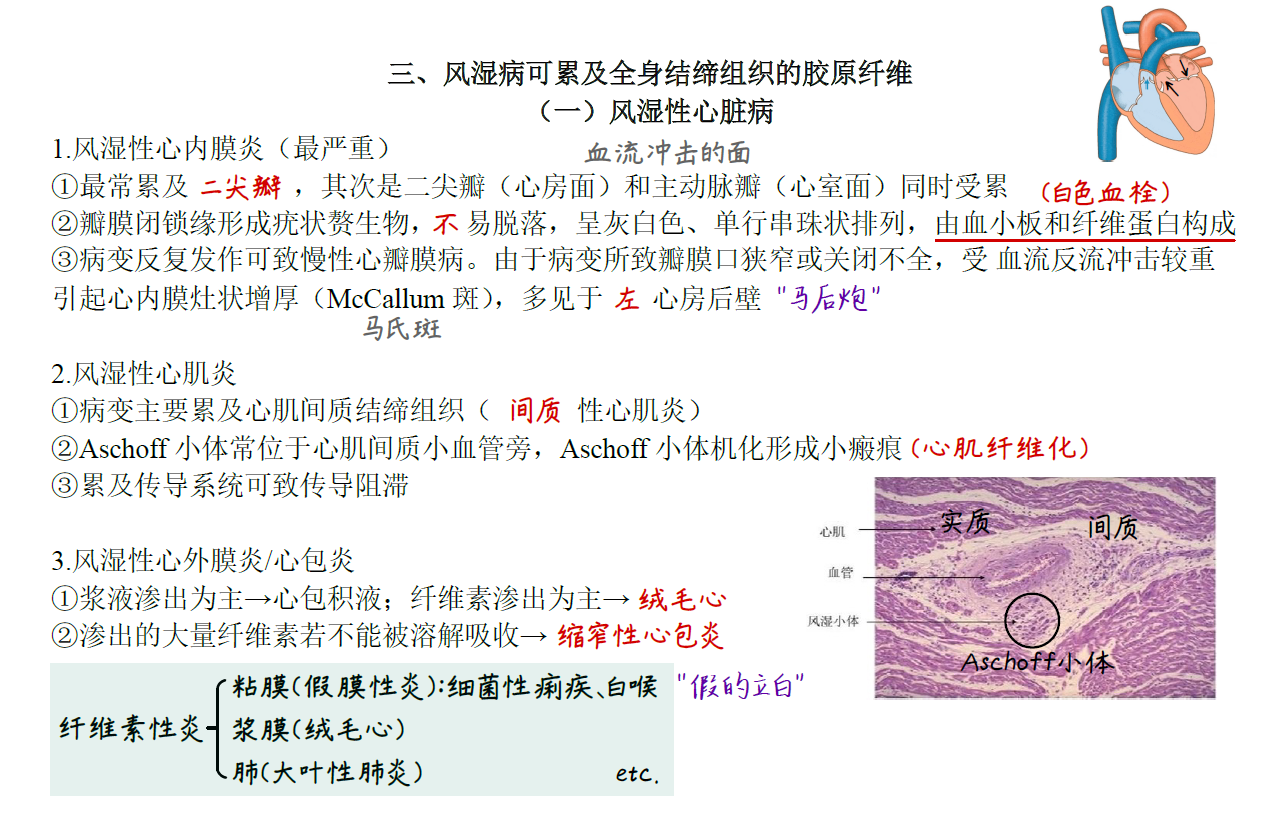 三、风湿病可累及全身结缔组织的胶原纤维
（一）风湿性心脏病
1.风湿性心内膜炎（最严重）
血流冲击的面
①最常累及 二尖瓣 ，其次是二尖瓣（心房面）和主动脉瓣（心室面）同时受累 (白色血栓)
②瓣膜闭锁缘形成疣状赘生物，不 易脱落，呈灰白色、单行串珠状排列，由血小板和纤维蛋白构成
③病变反复发作可致慢性心瓣膜病。由于病变所致瓣膜口狭窄或关闭不全，受 血流反流冲击较重
引起心内膜灶状增厚（McCallum 斑），多见于 左 心房后壁 "马后炮"
马氏斑
2.风湿性心肌炎
①病变主要累及心肌间质结缔组织（ 间质 性心肌炎）
②Aschoff 小体常位于心肌间质小血管旁，Aschoff 小体机化形成小瘢痕 (心肌纤维化)
③累及传导系统可致传导阻滞
心肌 实质 间质
血管
风湿小体
Aschoff小体
3.风湿性心外膜炎/心包炎
①浆液渗出为主→心包积液；纤维素渗出为主→ 绒毛心
②渗出的大量纤维素若不能被溶解吸收→ 缩窄性心包炎
纤维素性炎
粘膜(假膜性炎):细菌性痢疾、白喉 "假的立白"
浆膜(绒毛心)
肺(大叶性肺炎) etc.